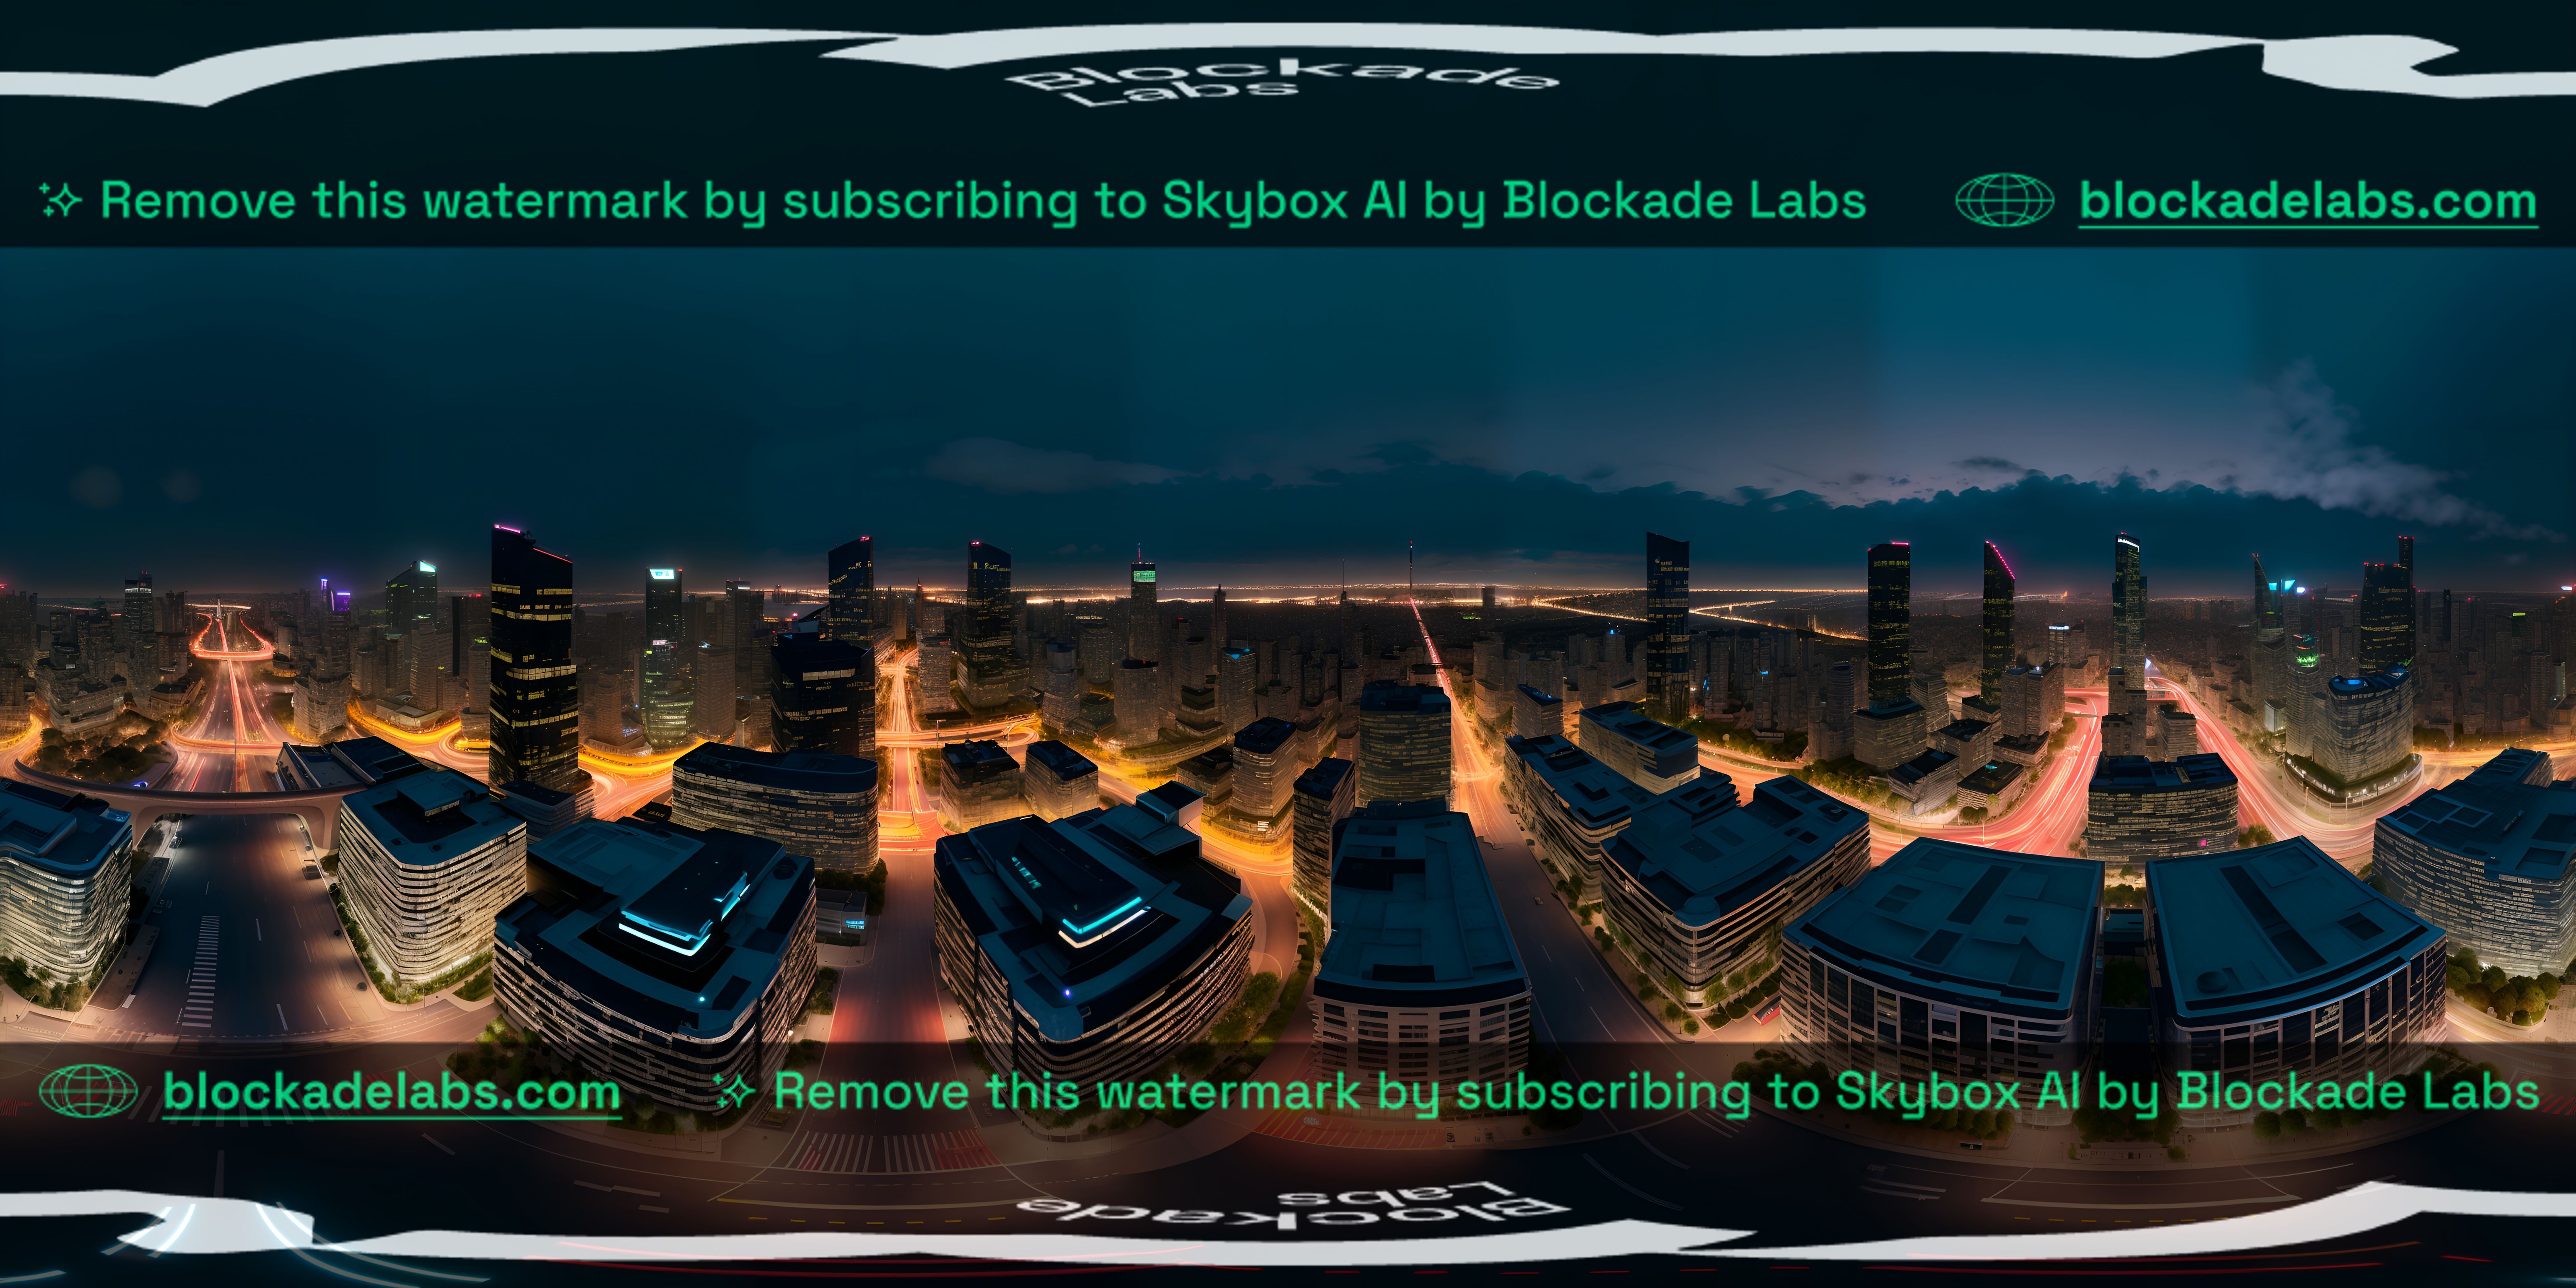 Blockade
Labs
Remove this watermark by subscribing to Skybox AI by Blockade Labs
blockadelabs.com
blockadelabs.com
Remove this watermark by subscribing to Skybox AI by Blockade Labs
Blockade
Labs